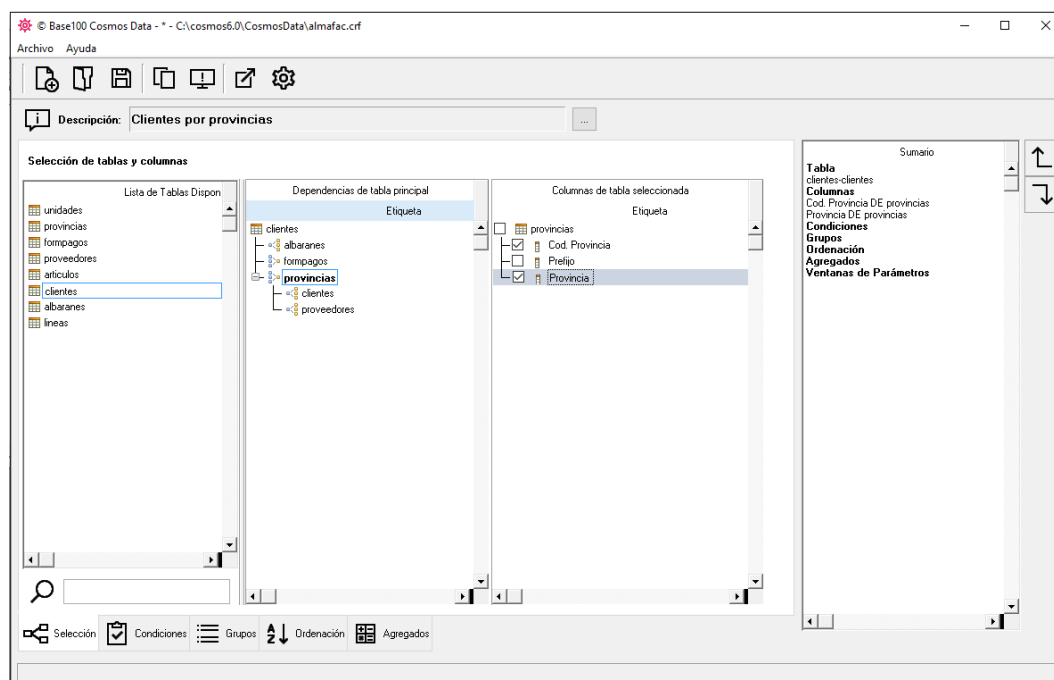 © Base100 Cosmos Data - * - C:\cosmos6.0\CosmosData\almafac.crf
Archivo Ayuda
Descripción: Clientes por provincias ...
Selección de tablas y columnas
Lista de Tablas Dispon
unidades
provincias
formpagos
proveedores
articulos
clientes
albaranes
lineas
Dependencias de tabla principal
Etiqueta
clientes
albaranes
formpagos
provincias
clientes
proveedores
Columnas de tabla seleccionada
Etiqueta
provincias
Cod. Provincia
Prefijo
Provincia
Sumario
Tabla
clientes-clientes
Columnas
Cod. Provincia DE provincias
Provincia DE provincias
Condiciones
Grupos
Ordenación
Agregados
Ventanas de Parámetros
Selección Condiciones Grupos Ordenación Agregados